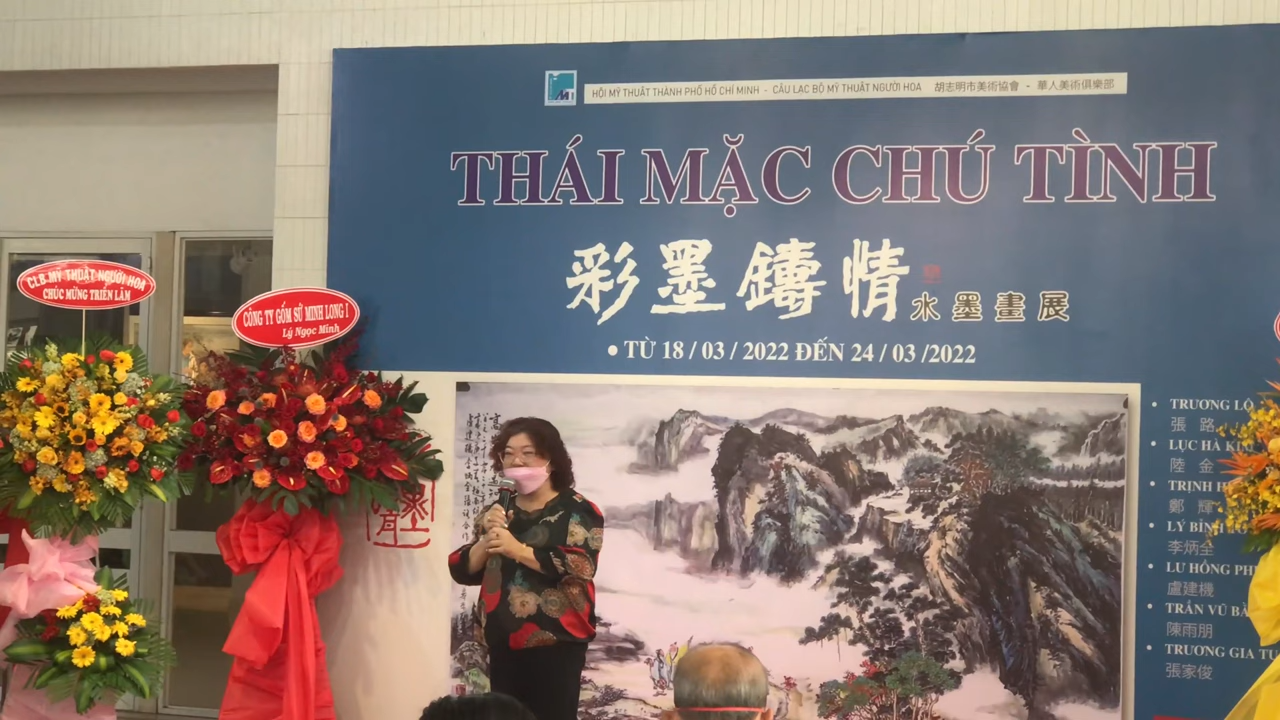 HỘI MỸ THUẬT THÀNH PHỐ HỒ CHÍ MINH - CÂU LẠC BỘ MỸ THUẬT NGƯỜI HOA 胡志明市美術協會 - 華人美術俱樂部
THÁI MẶC CHÚ TÌNH
彩墨鑄情
水墨畫展
• TỪ 18 / 03 / 2022 ĐẾN 24 / 03 /2022
CLB MỸ THUẬT NGƯỜI HOA
CHÚC MỪNG TRIỂN LÃM
CÔNG TY GỐM SỨ MINH LONG I
Lý Ngọc Minh
• TRƯƠNG LỘ
張 路
• LỤC HÀ
陸 金
• TRỊNH
鄭 輝
• LÝ BỈNH
李炳全
• LƯ HỒNG
盧建機
• TRẦN VŨ
陳雨朋
• TRƯƠNG GIA
張家俊